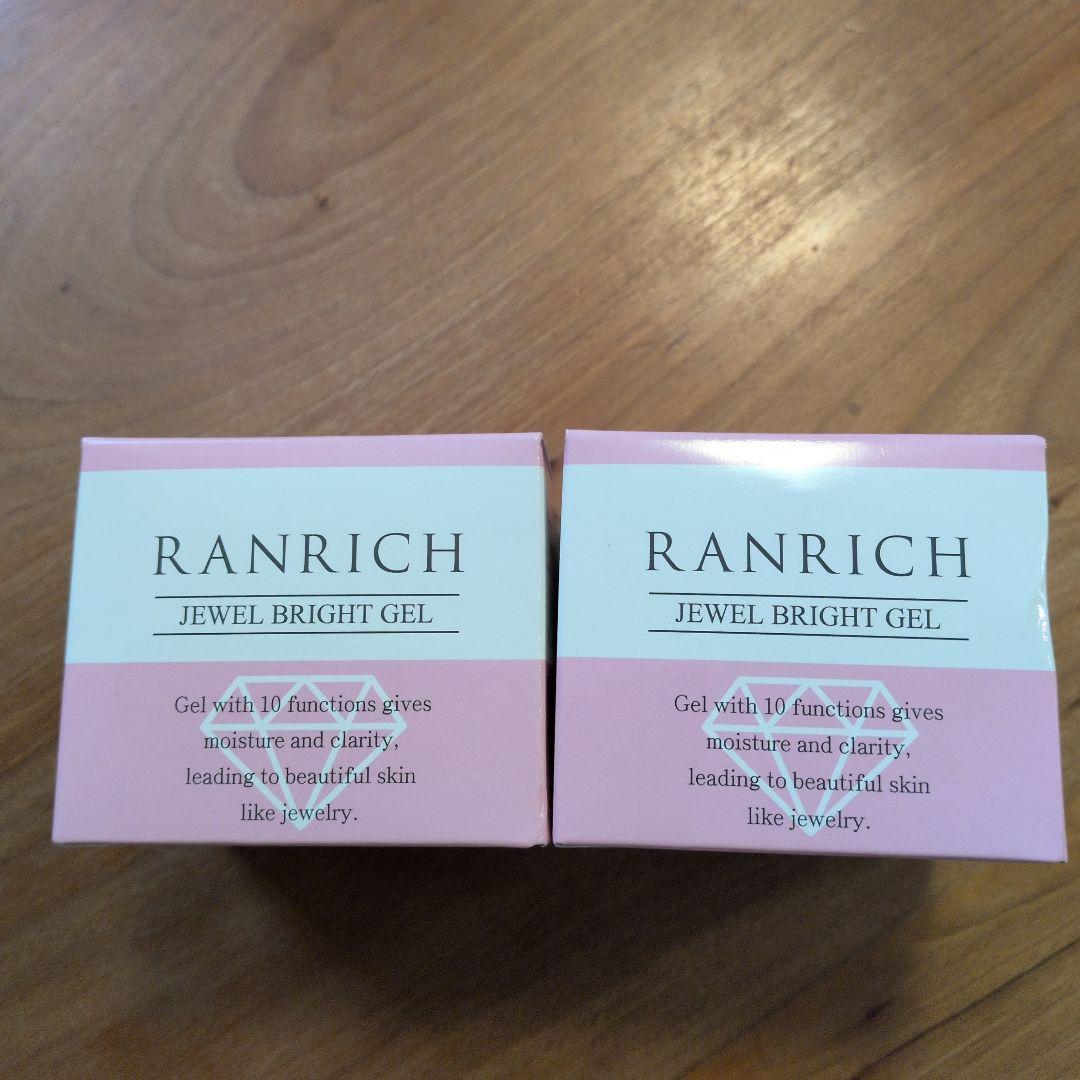 RANRICH
JEWEL BRIGHT GEL
Gel with 10 functions gives
moisture and clarity,
leading to beautiful skin
like jewelry.
RANRICH
JEWEL BRIGHT GEL
Gel with 10 functions gives
moisture and clarity,
leading to beautiful skin
like jewelry.